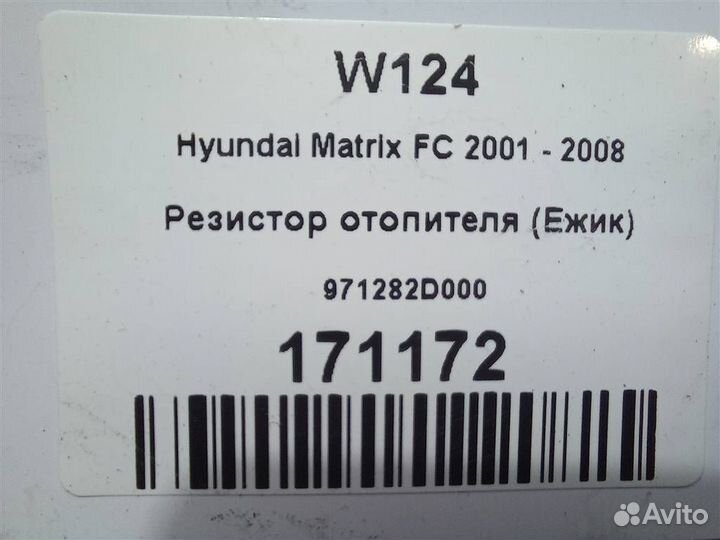 W124
Hyundai Matrix FC 2001 - 2008
Резистор отопителя (Ежик)
971282D000
171172
Avito